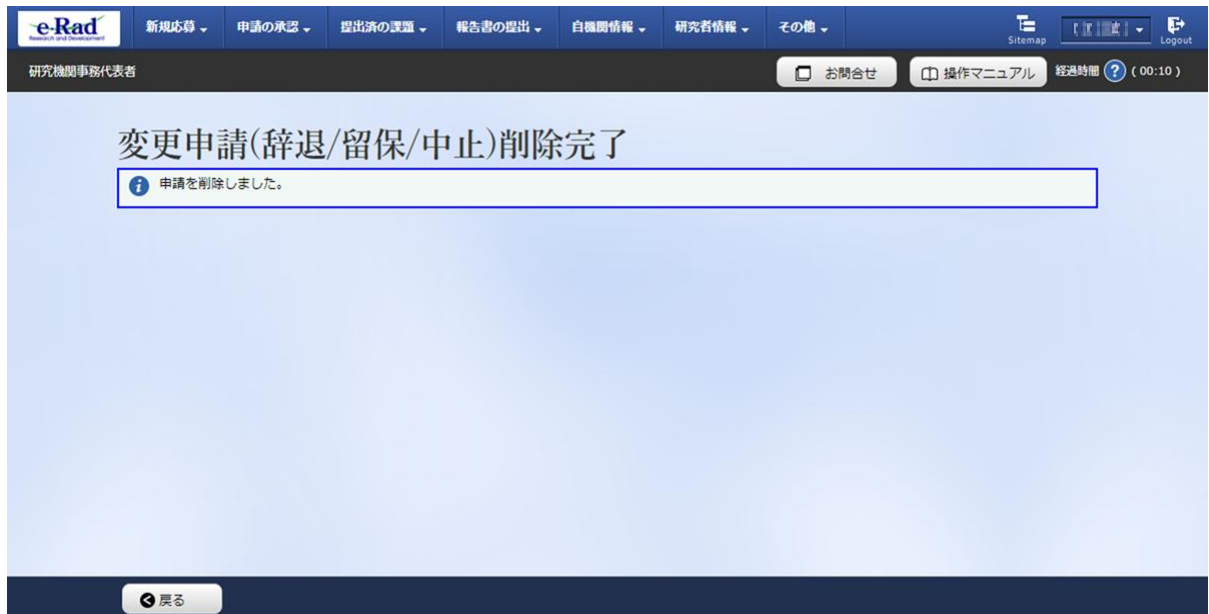 e-Rad
Research and Development
新規応募
申請の承認
提出済の課題
報告書の提出
自機関情報
研究者情報
その他
Sitemap
Logout
研究機関事務代表者
お問合せ
操作マニュアル
経過時間 ? ( 00:10 )
変更申請(辞退/留保/中止)削除完了
i 申請を削除しました。
戻る